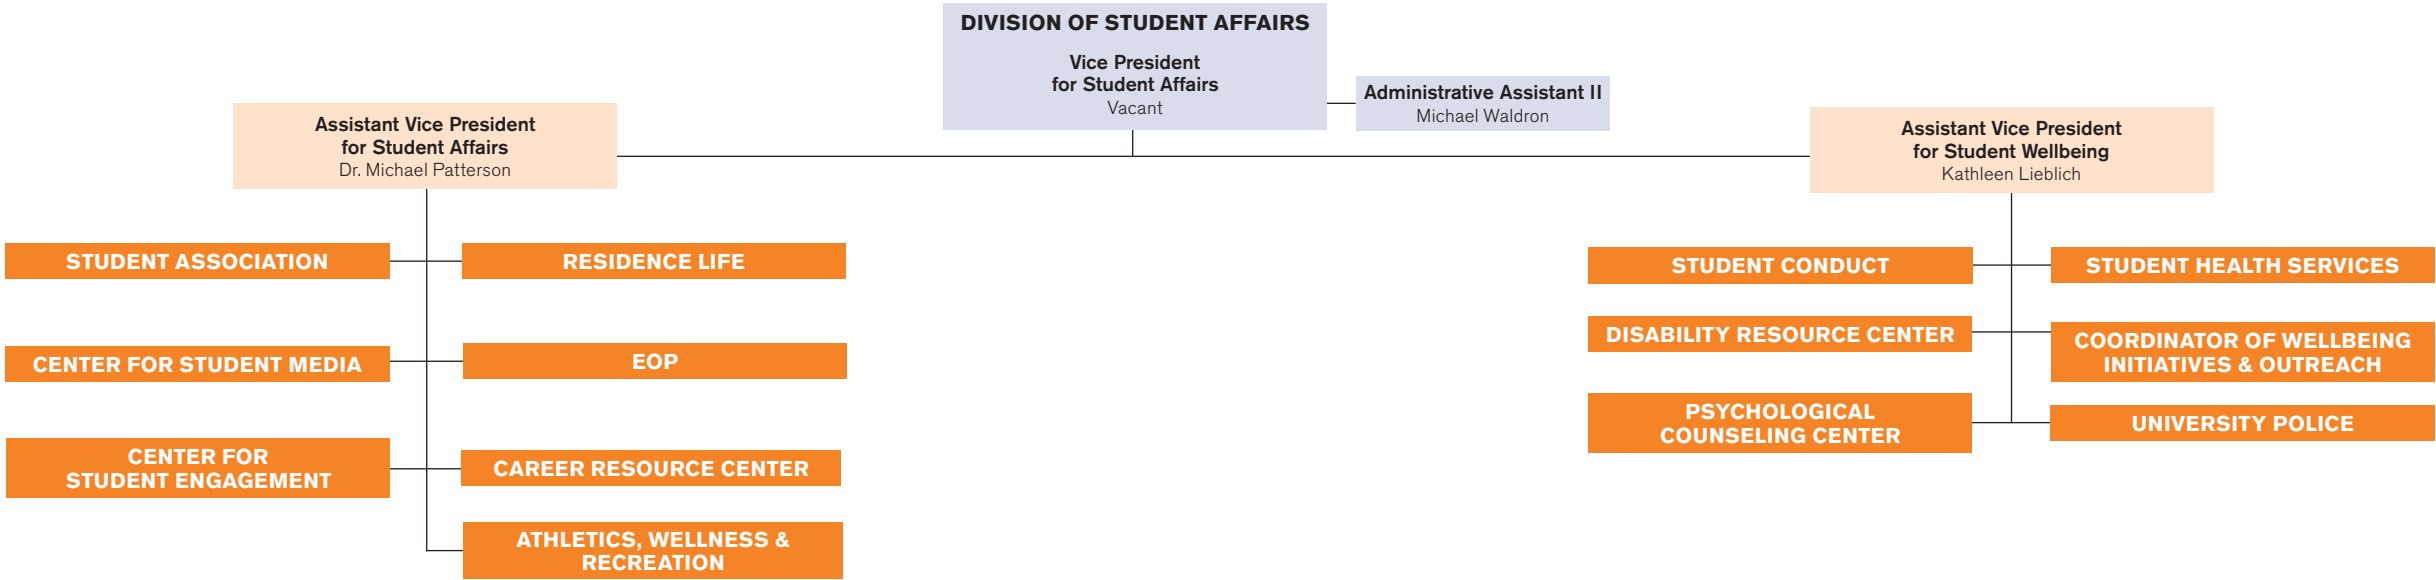 DIVISION OF STUDENT AFFAIRS
Vice President
for Student Affairs
Vacant
Administrative Assistant II
Michael Waldron
Assistant Vice President
for Student Affairs
Dr. Michael Patterson
Assistant Vice President
for Student Wellbeing
Kathleen Lieblich
STUDENT ASSOCIATION
RESIDENCE LIFE
CENTER FOR STUDENT MEDIA
EOP
CENTER FOR
STUDENT ENGAGEMENT
CAREER RESOURCE CENTER
ATHLETICS, WELLNESS &
RECREATION
STUDENT CONDUCT
STUDENT HEALTH SERVICES
DISABILITY RESOURCE CENTER
COORDINATOR OF WELLBEING
INITIATIVES & OUTREACH
PSYCHOLOGICAL
COUNSELING CENTER
UNIVERSITY POLICE